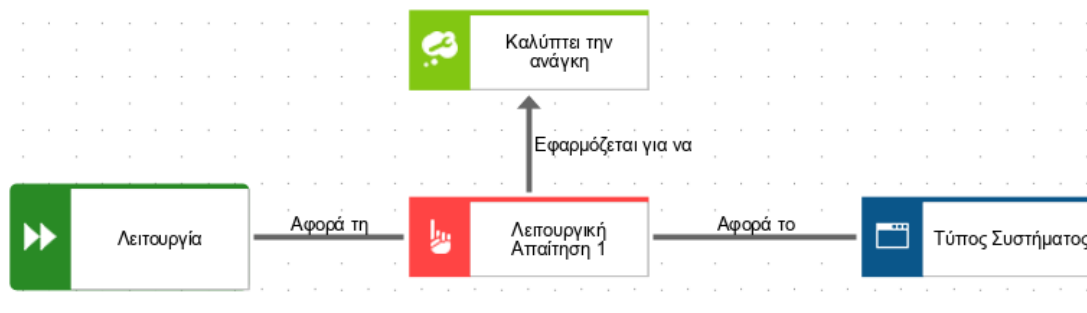 Καλύπτει την
ανάγκη
Εφαρμόζεται για να
Λειτουργία
Αφορά τη
Λειτουργική
Απαίτηση 1
Αφορά το
Τύπος Συστήματος